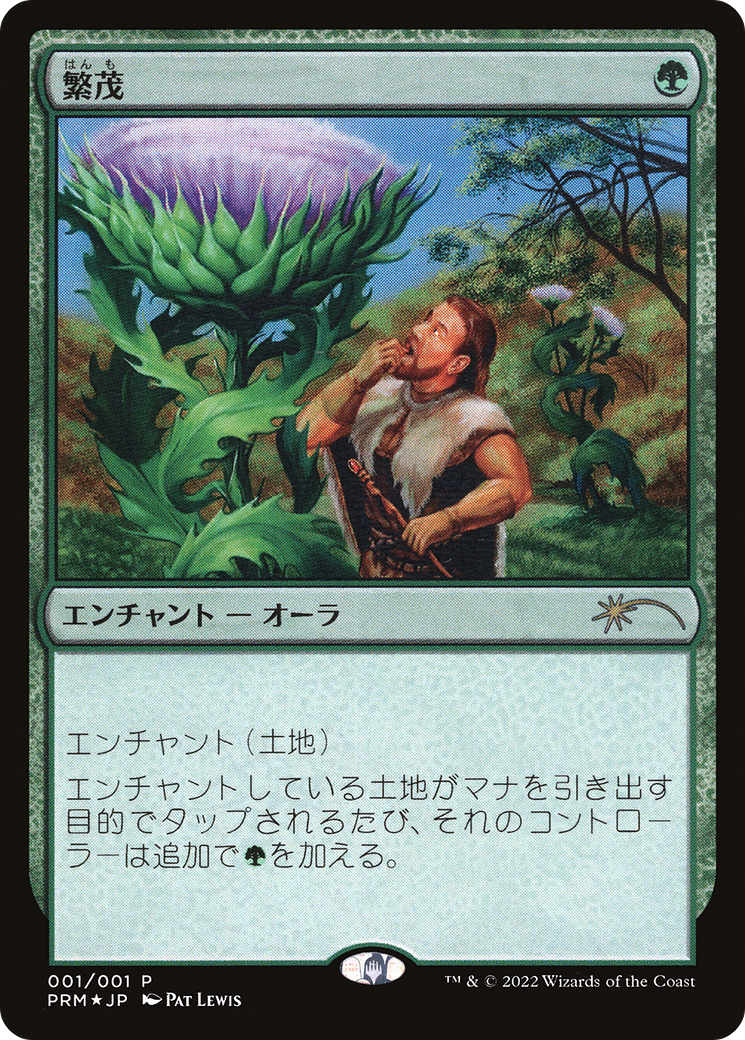 はんも
繁茂
エンチャント — オーラ
エンチャント（土地）
エンチャントしている土地がマナを引き出す
目的でタップされるたび、それのコントロー
ラーは追加でを加える。
001/001 P
PRM★JP PAT LEWIS
™ & © 2022 Wizards of the Coast